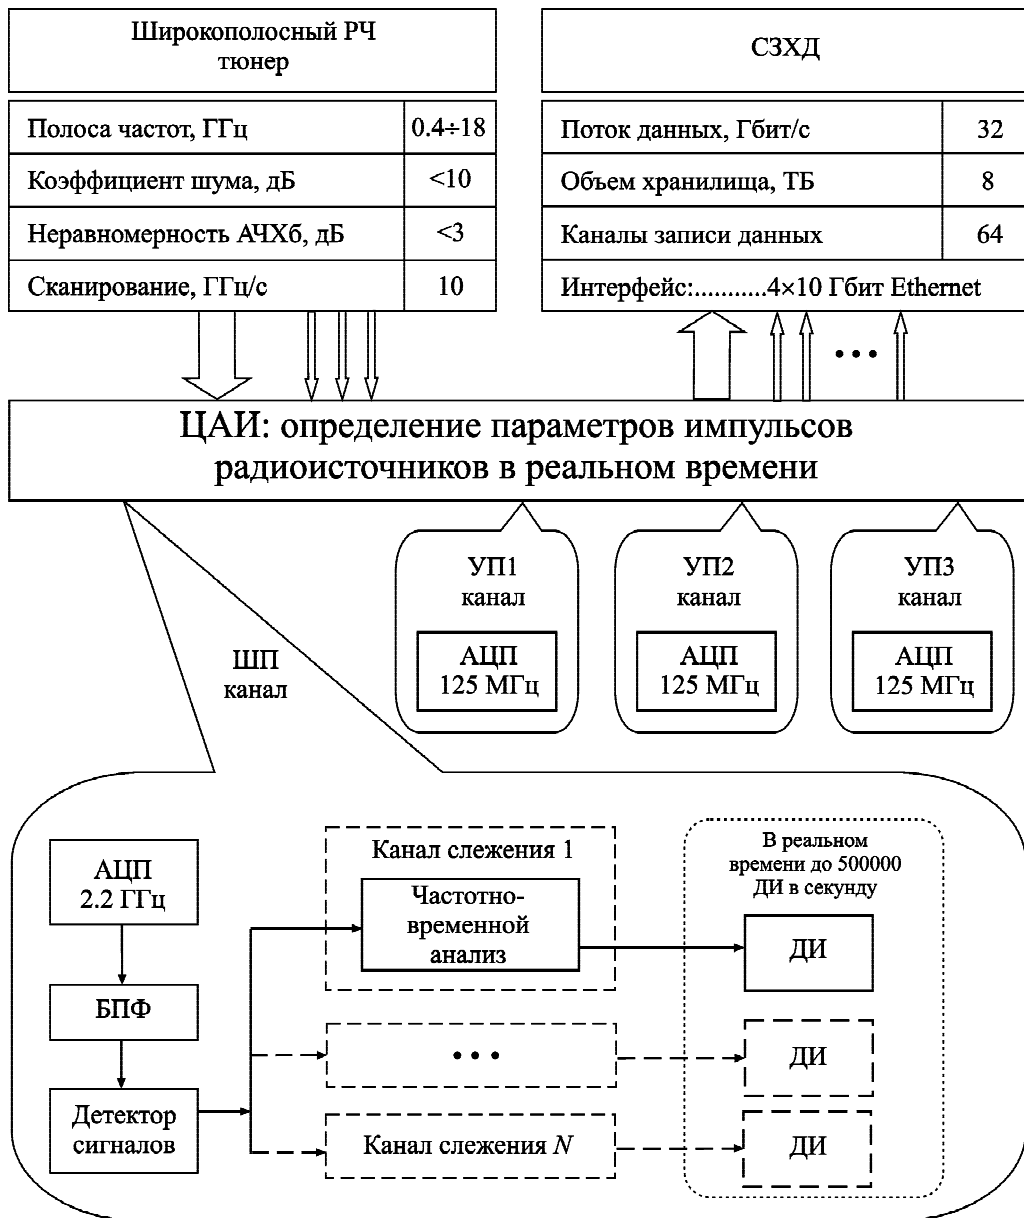 Широкополосный РЧ
тюнер
Полоса частот, ГГц 0.4÷18
Коэффициент шума, дБ <10
Неравномерность АЧХб, дБ <3
Сканирование, ГГц/с 10
СЗХД
Поток данных, Гбит/с 32
Объем хранилища, ТБ 8
Каналы записи данных 64
Интерфейс:...........4×10 Гбит Ethernet
ЦАИ: определение параметров импульсов
радиоисточников в реальном времени
УП1
канал
АЦП
125 МГц
УП2
канал
АЦП
125 МГц
УП3
канал
АЦП
125 МГц
ШП
канал
АЦП
2.2 ГГц
БПФ
Детектор
сигналов
Канал слежения 1
Частотно-
временной
анализ
Канал слежения N
В реальном
времени до 500000
ДИ в секунду
ДИ
ДИ
ДИ